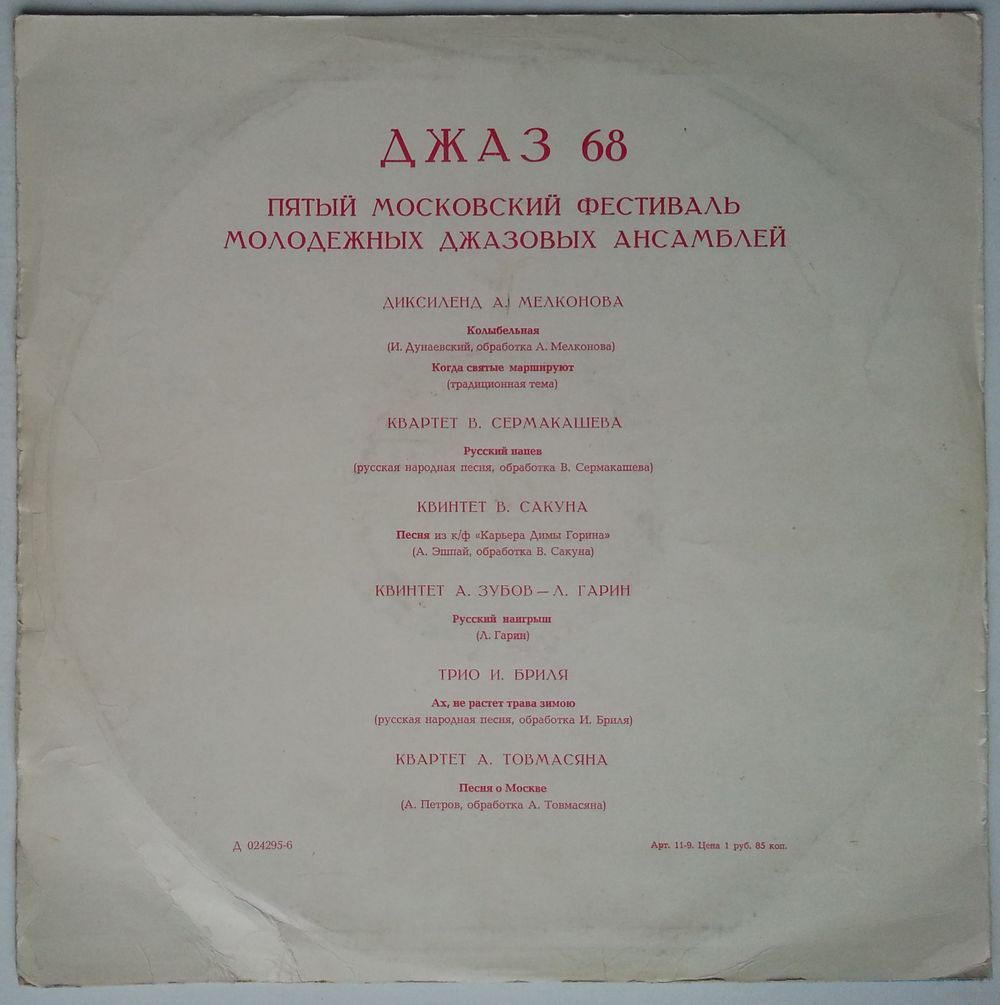 ДЖАЗ 68
ПЯТЫЙ МОСКОВСКИЙ ФЕСТИВАЛЬ
МОЛОДЕЖНЫХ ДЖАЗОВЫХ АНСАМБЛЕЙ
ДИКСИЛЕНД А. МЕЛКОНОВА
Колыбельная
(И. Дунаевский, обработка А. Мелконова)
Когда святые маршируют
(традиционная тема)
КВАРТЕТ В. СЕРМАКАШЕВА
Русский напев
(русская народная песня, обработка В. Сермакашева)
КВИНТЕТ В. САКУНА
Песня из к/ф «Карьера Димы Горина»
(А. Эшпай, обработка В. Сакуна)
КВИНТЕТ А. ЗУБОВ — Л. ГАРИН
Русский наигрыш
(Л. Гарин)
ТРИО И. БРИЛЯ
Ах, не растет трава зимою
(русская народная песня, обработка И. Бриля)
КВАРТЕТ А. ТОВМАСЯНА
Песня о Москве
(А. Петров, обработка А. Товмасяна)
Д 024295-6
Арт. 11-9. Цена 1 руб. 85 коп.